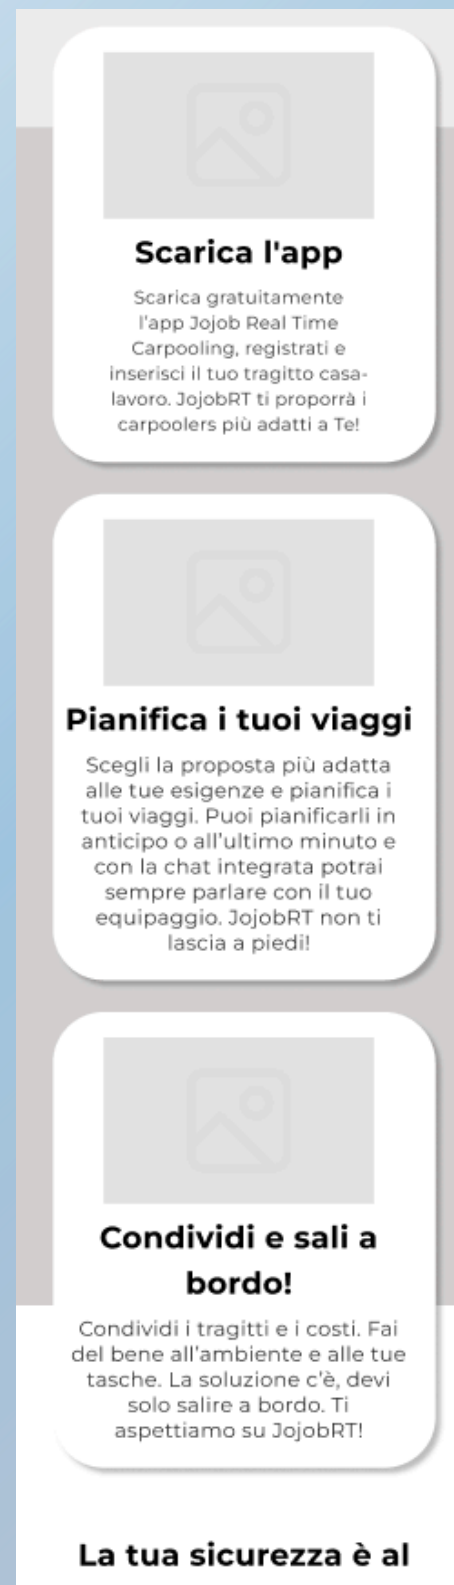 Scarica l'app
Scarica gratuitamente
l'app Jojob Real Time
Carpooling, registrati e
inserisci il tuo tragitto casa-
lavoro. JojobRT ti proporrà i
carpoolers più adatti a Te!
Pianifica i tuoi viaggi
Scegli la proposta più adatta
alle tue esigenze e pianifica i
tuoi viaggi. Puoi pianificarli in
anticipo o all'ultimo minuto e
con la chat integrata potrai
sempre parlare con il tuo
equipaggio. JojobRT non ti
lascia a piedi!
Condividi e sali a
bordo!
Condividi i tragitti e i costi. Fai
del bene all'ambiente e alle tue
tasche. La soluzione c'è, devi
solo salire a bordo. Ti
aspettiamo su JojobRT!
La tua sicurezza è al